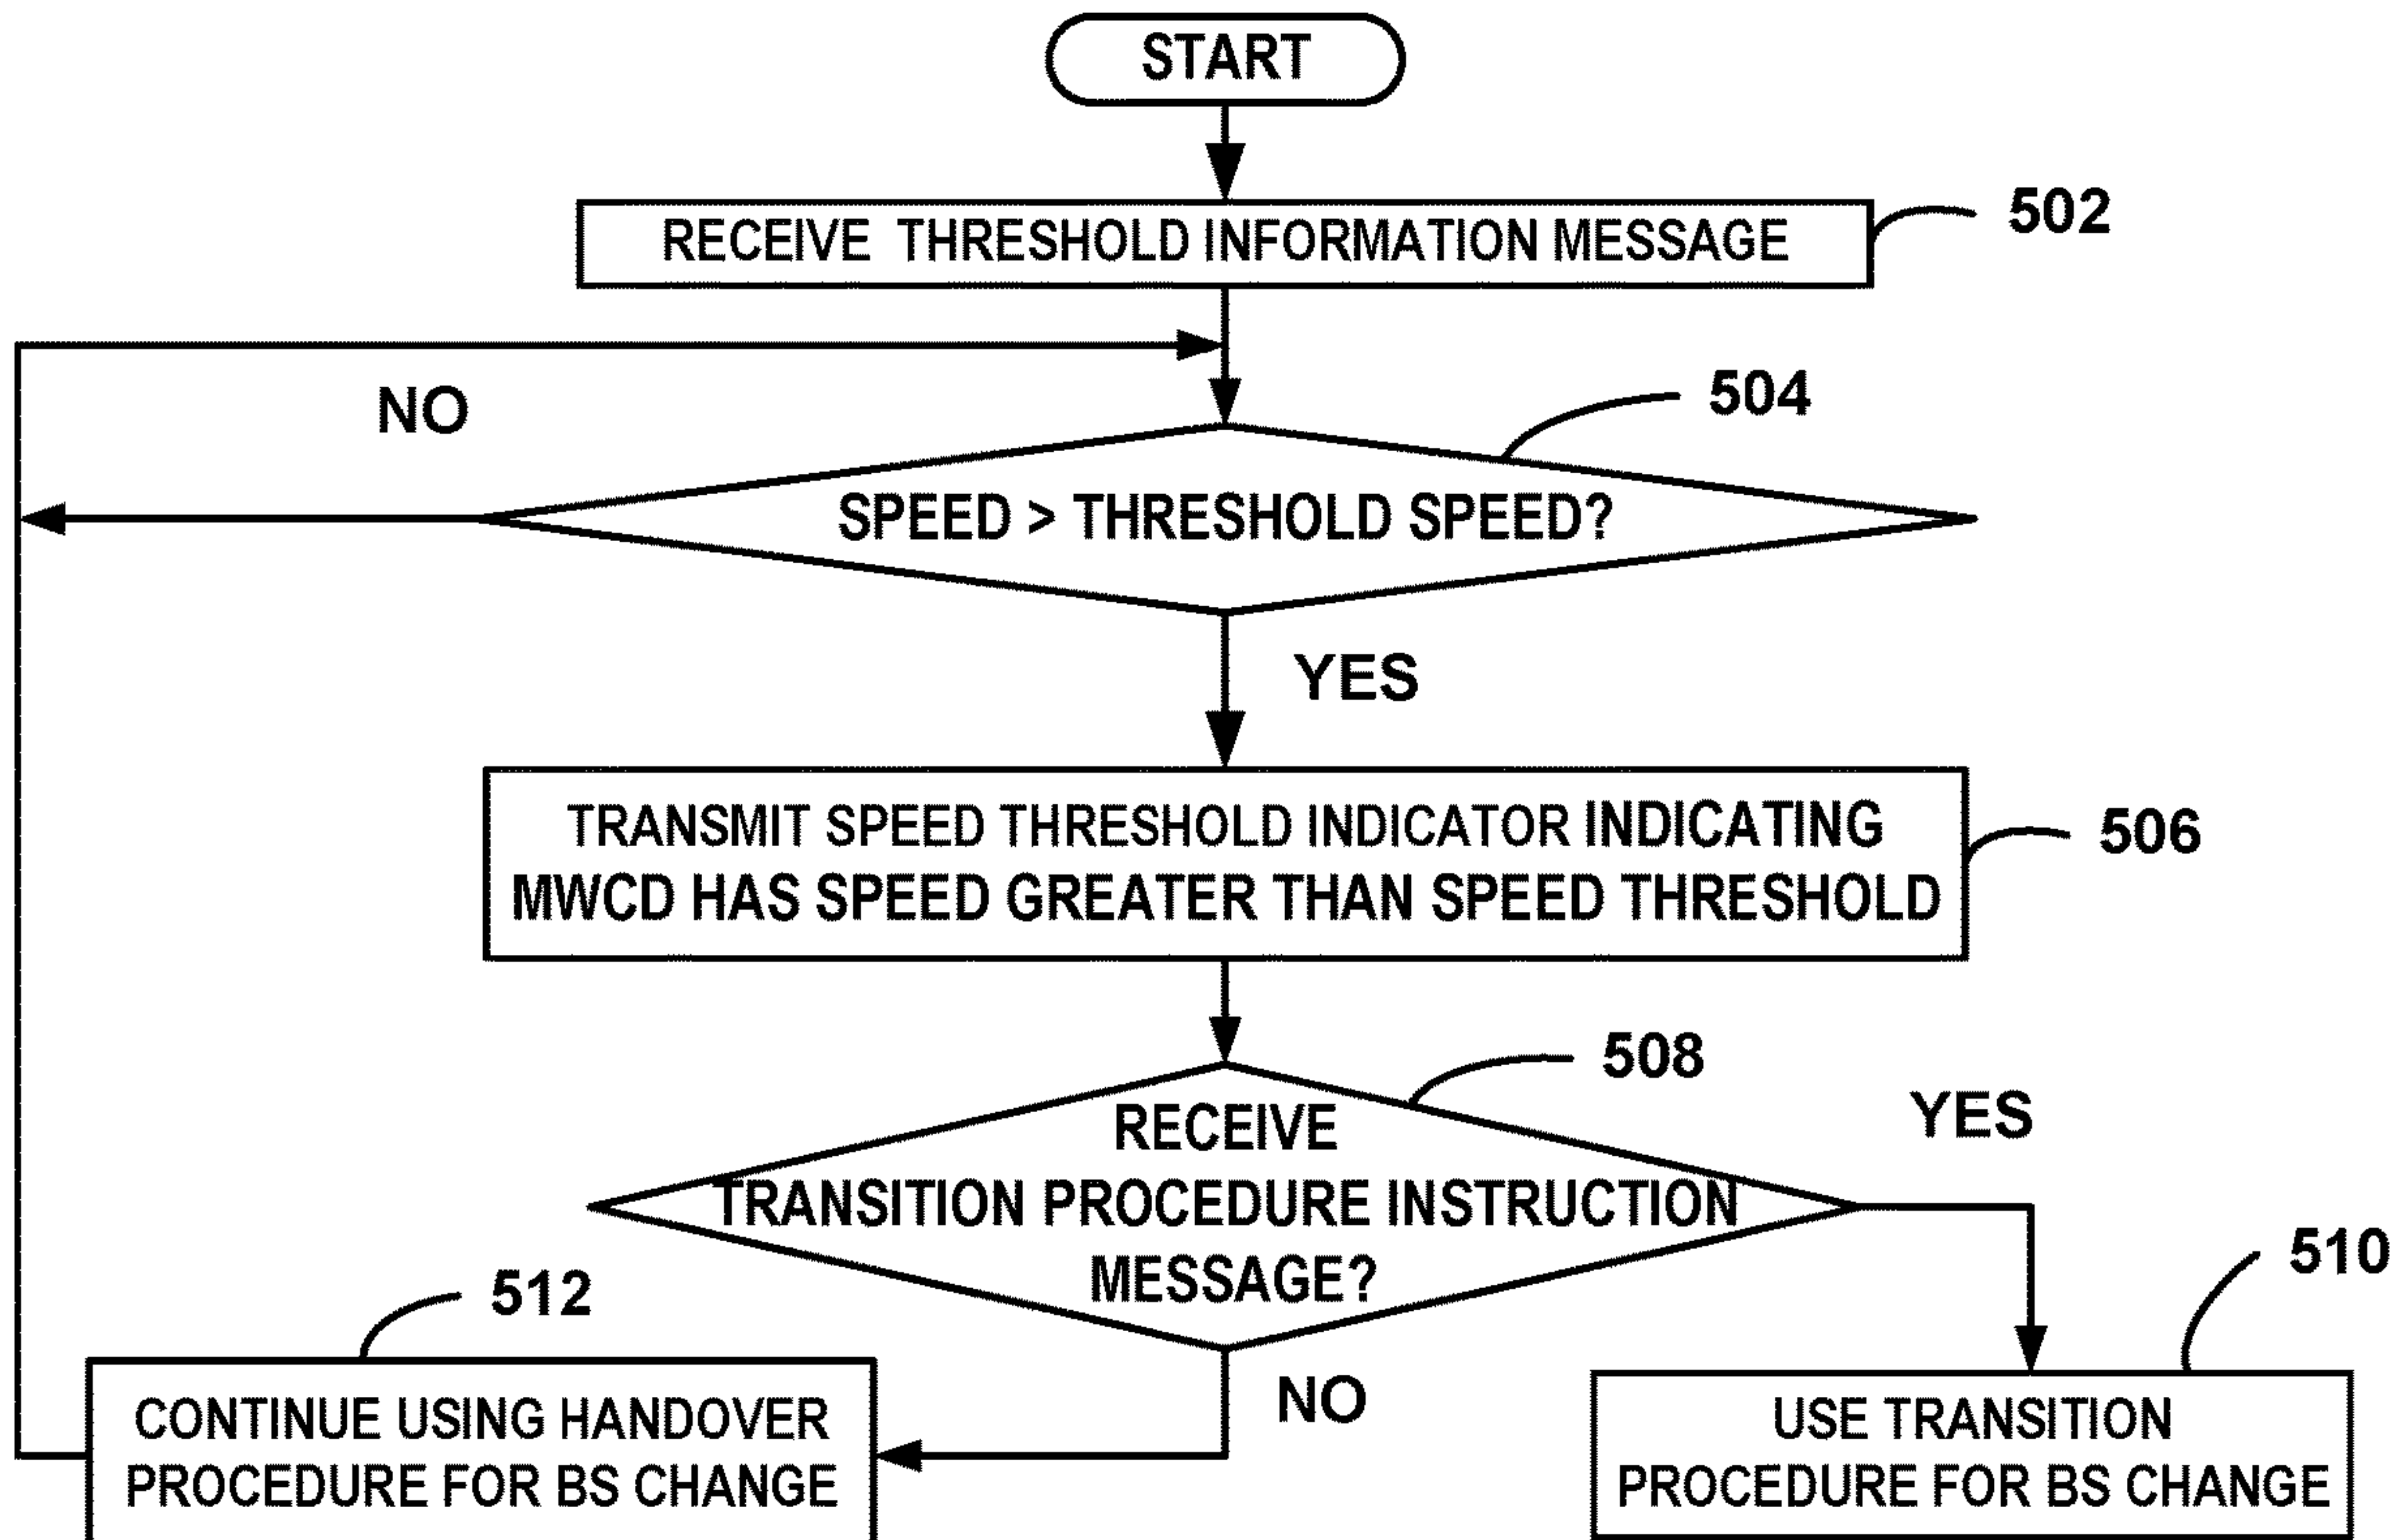 START
RECEIVE THRESHOLD INFORMATION MESSAGE
502
NO
504
SPEED > THRESHOLD SPEED?
YES
TRANSMIT SPEED THRESHOLD INDICATOR INDICATING
MWCD HAS SPEED GREATER THAN SPEED THRESHOLD
506
508
RECEIVE
TRANSITION PROCEDURE INSTRUCTION
MESSAGE?
YES
510
512
NO
CONTINUE USING HANDOVER
PROCEDURE FOR BS CHANGE
USE TRANSITION
PROCEDURE FOR BS CHANGE